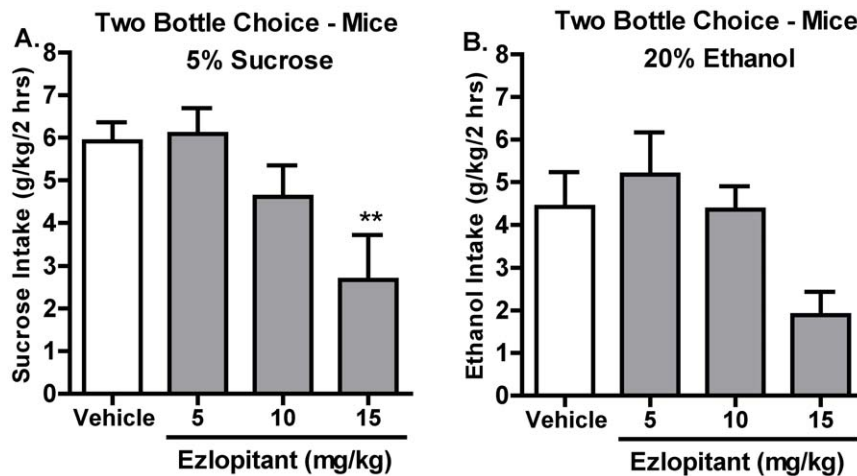 A.
Two Bottle Choice - Mice
5% Sucrose
Sucrose Intake (g/kg/2 hrs)
8
7
6
5
4
3
2
1
0
**
Vehicle 5 10 15
Ezlopitant (mg/kg)
B.
Two Bottle Choice - Mice
20% Ethanol
Ethanol Intake (g/kg/2 hrs)
8
7
6
5
4
3
2
1
0
Vehicle 5 10 15
Ezlopitant (mg/kg)